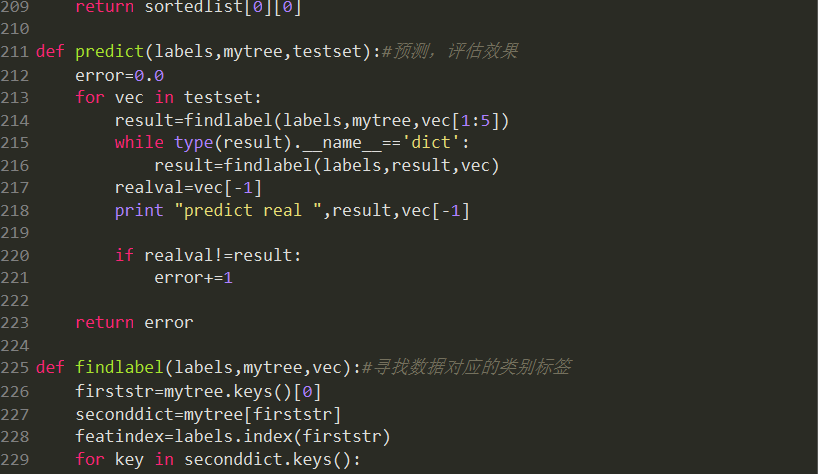 209     return sortedlist[0][0]
210
211 def predict(labels,mytree,testset):#预测，评估效果
212     error=0.0
213     for vec in testset:
214         result=findlabel(labels,mytree,vec[1:5])
215         while type(result).__name__=='dict':
216             result=findlabel(labels,result,vec)
217         realval=vec[-1]
218         print "predict real ",result,vec[-1]
219
220         if realval!=result:
221             error+=1
222
223     return error
224
225 def findlabel(labels,mytree,vec):#寻找数据对应的类别标签
226     firststr=mytree.keys()[0]
227     seconddict=mytree[firststr]
228     featindex=labels.index(firststr)
229     for key in seconddict.keys():